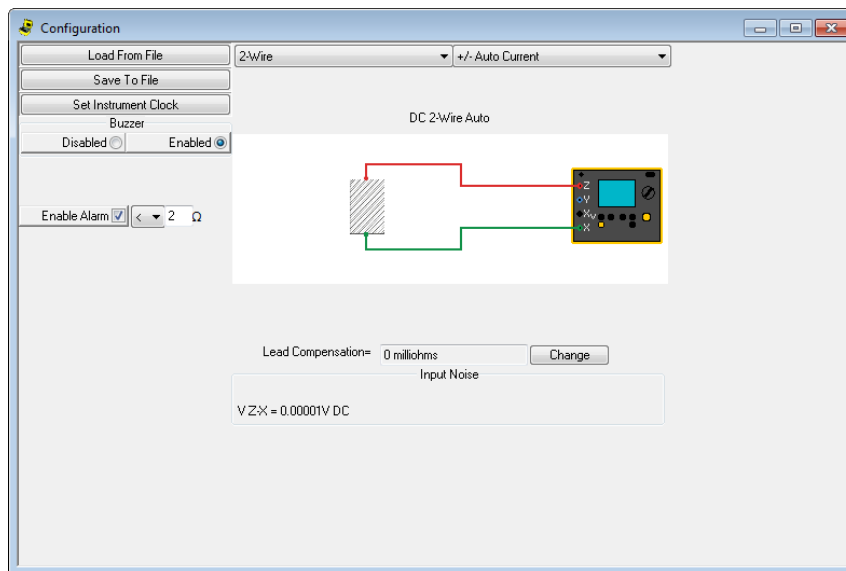 Configuration
Load From File
2-Wire
+/- Auto Current
Save To File
Set Instrument Clock
Buzzer
DC 2-Wire Auto
Disabled
Enabled
Z
Y
Xv
X
Enable Alarm < 2 Ω
Lead Compensation= 0 milliohms Change
Input Noise
V Z-X = 0.00001V DC